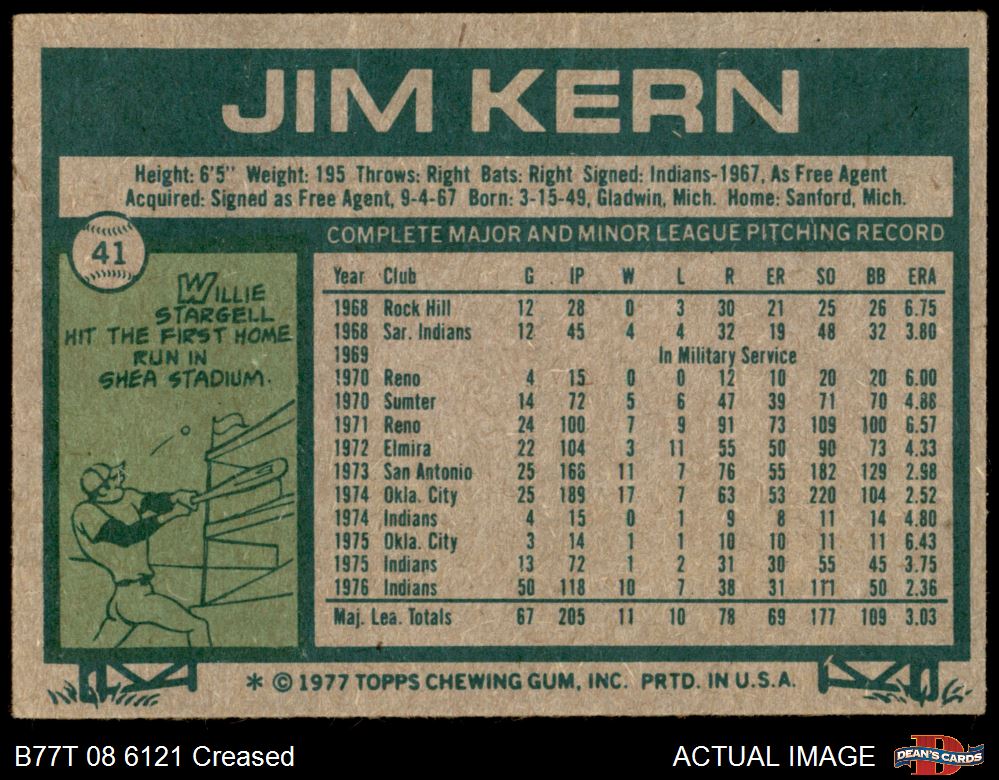 JIM KERN
Height: 6'5" Weight: 195 Throws: Right Bats: Right Signed: Indians-1967, As Free Agent
Acquired: Signed as Free Agent, 9-4-67 Born: 3-15-49, Gladwin, Mich. Home: Sanford, Mich.
41
WILLIE
STARGELL
HIT THE FIRST HOME
RUN IN
SHEA STADIUM.
COMPLETE MAJOR AND MINOR LEAGUE PITCHING RECORD
Year Club G IP W L R ER SO BB ERA
1968 Rock Hill 12 28 0 3 30 21 25 26 6.75
1968 Sar. Indians 12 45 4 4 32 19 48 32 3.80
1969 In Military Service
1970 Reno 4 15 0 0 12 10 20 20 6.00
1970 Sumter 14 72 5 6 47 39 71 70 4.88
1971 Reno 24 100 7 9 91 73 109 100 6.57
1972 Elmira 22 104 3 11 55 50 90 73 4.33
1973 San Antonio 25 166 11 7 76 55 182 129 2.98
1974 Okla. City 25 189 17 7 63 53 220 104 2.52
1974 Indians 4 15 0 1 9 8 11 14 4.80
1975 Okla. City 3 14 1 1 10 10 11 11 6.43
1975 Indians 13 72 1 2 31 30 55 45 3.75
1976 Indians 50 118 10 7 38 31 111 50 2.36
Maj. Lea. Totals 67 205 11 10 78 69 177 109 3.03
* © 1977 TOPPS CHEWING GUM, INC. PRTD. IN U.S.A.
B77T 08 6121 Creased
ACTUAL IMAGE
D
DEAN'S CARDS